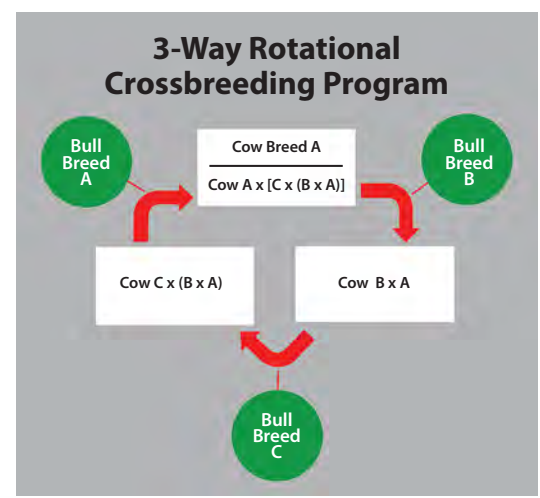 3-Way Rotational
Crossbreeding Program
Bull
Breed
A
Cow Breed A
Cow A x [C x (B x A)]
Bull
Breed
B
Cow C x (B x A)
Cow B x A
Bull
Breed
C